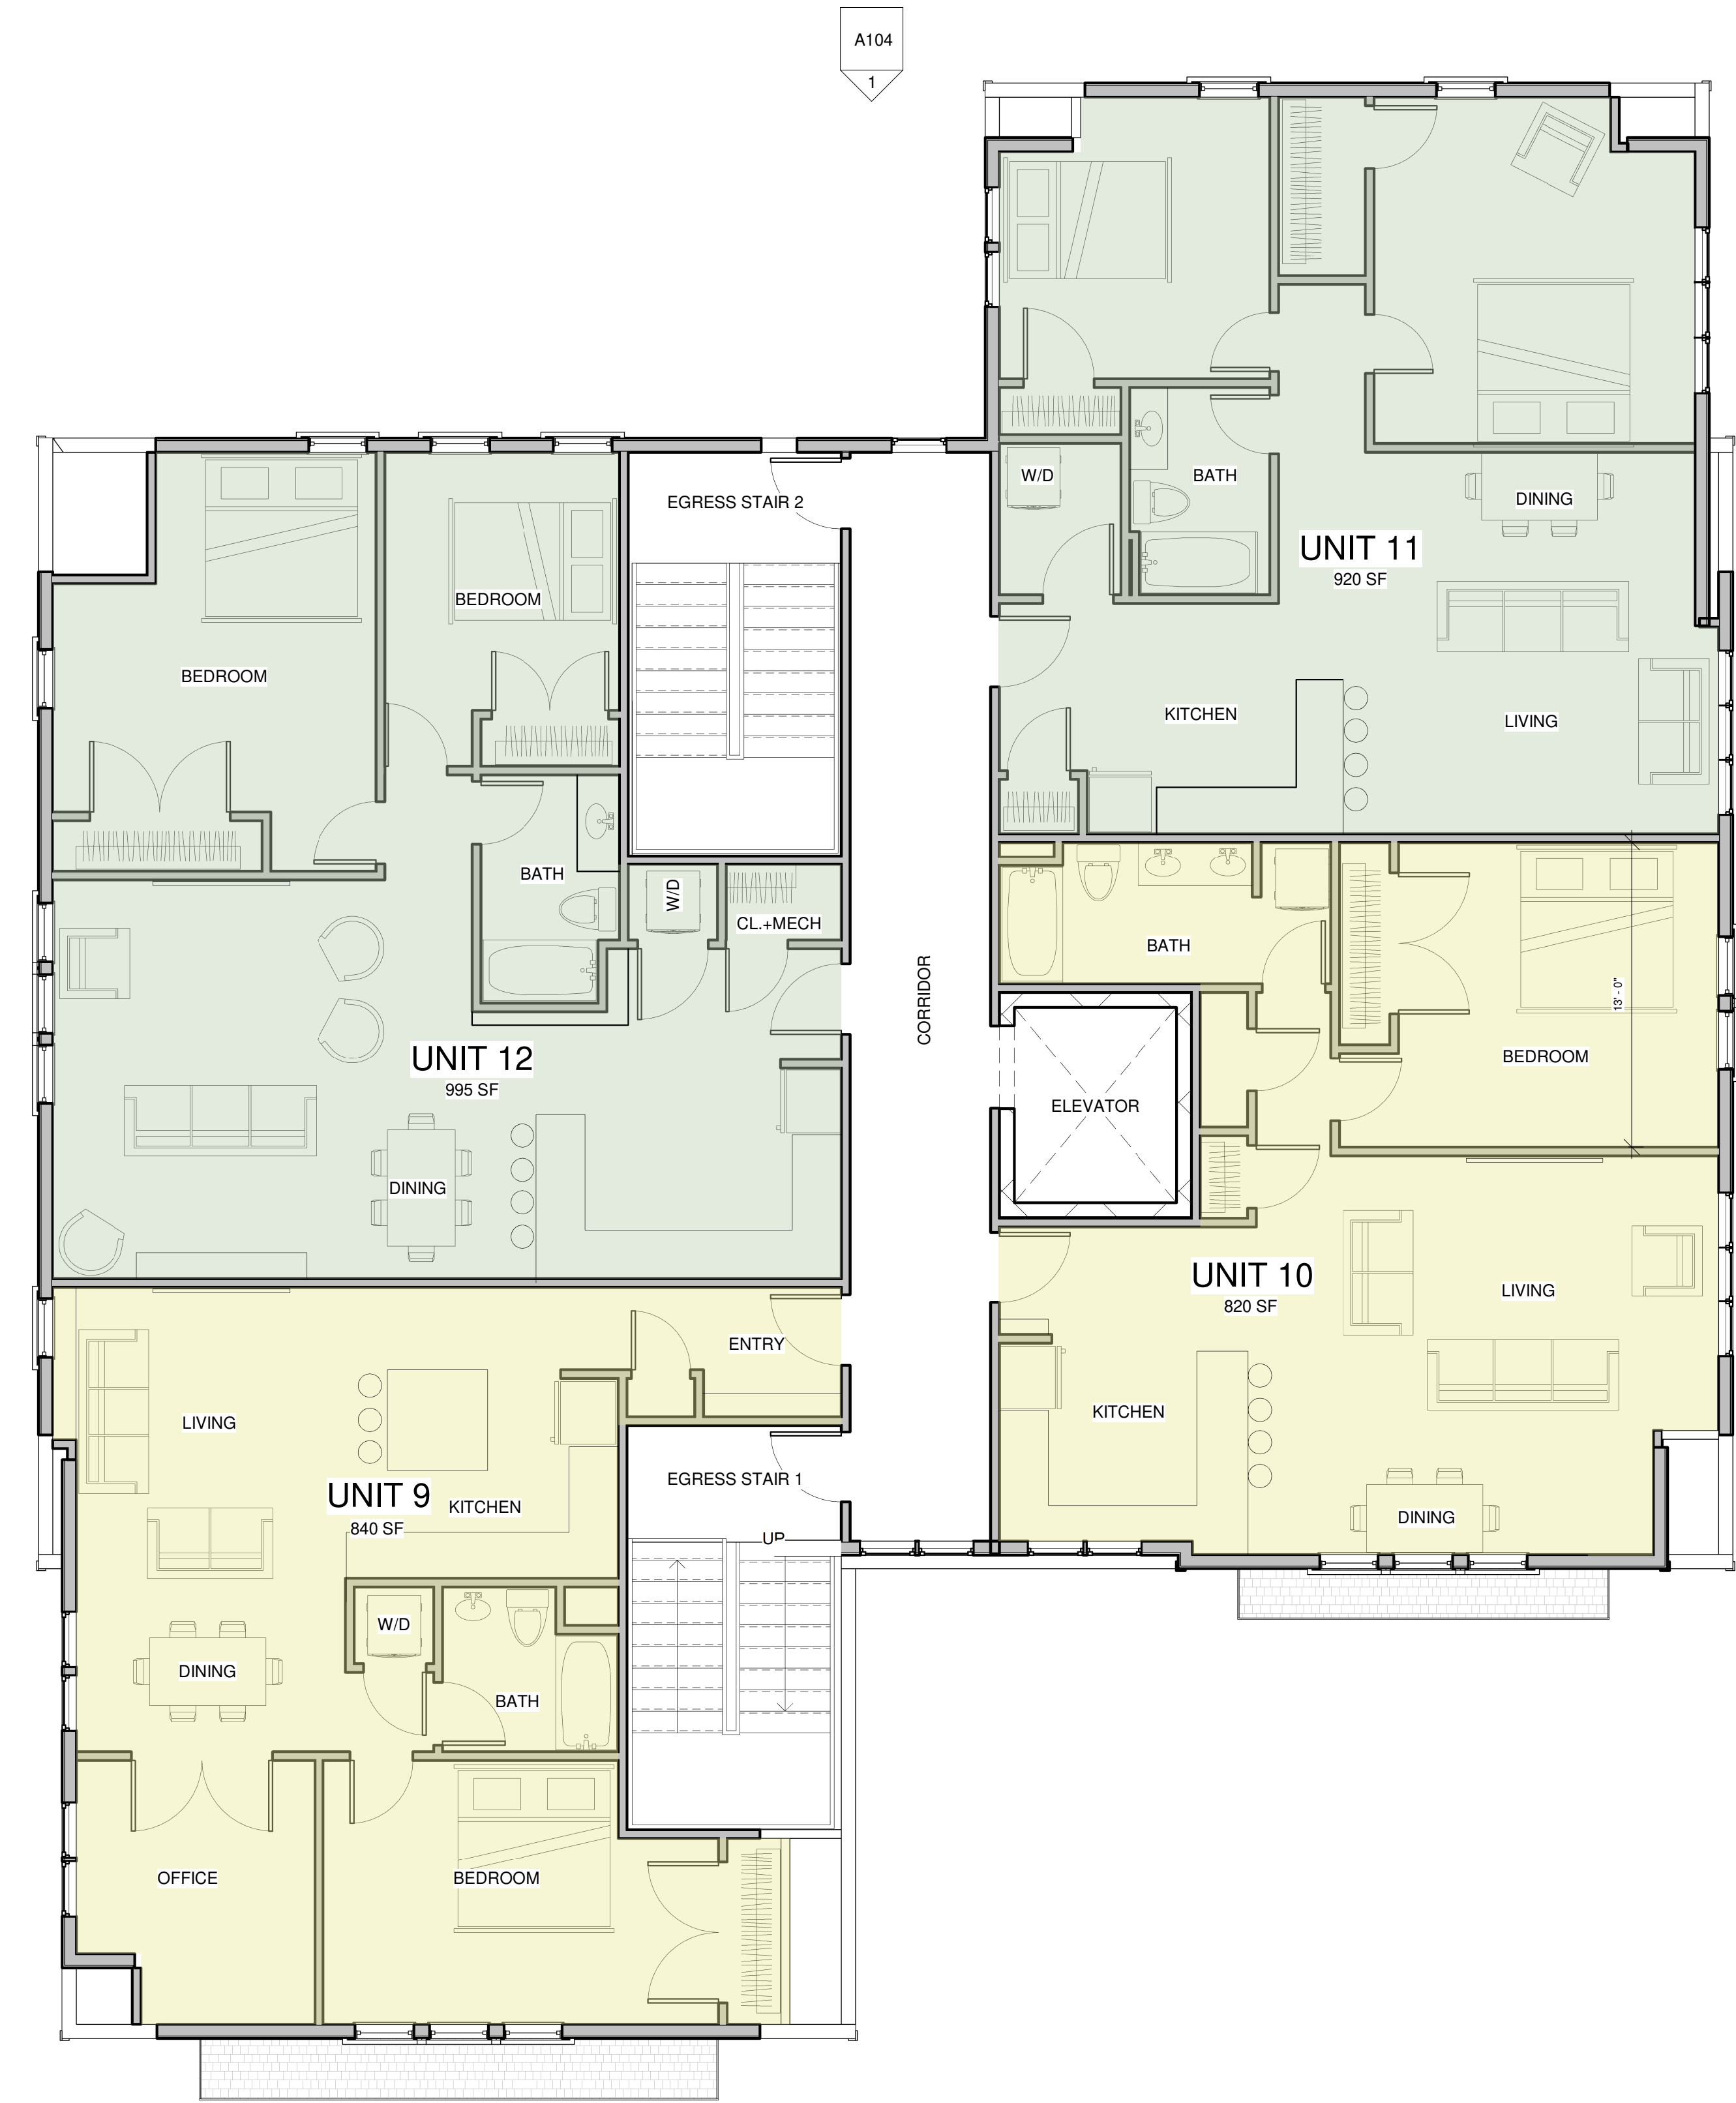 A104
1
EGRESS STAIR 2
W/D
BATH
DINING
UNIT 11
920 SF
BEDROOM
BEDROOM
KITCHEN
LIVING
BATH
W/D
CL.+MECH
CORRIDOR
BATH
13' - 0"
BEDROOM
UNIT 12
995 SF
ELEVATOR
DINING
UNIT 10
820 SF
LIVING
ENTRY
LIVING
KITCHEN
UNIT 9
840 SF
KITCHEN
EGRESS STAIR 1
UP
DINING
W/D
DINING
BATH
OFFICE
BEDROOM